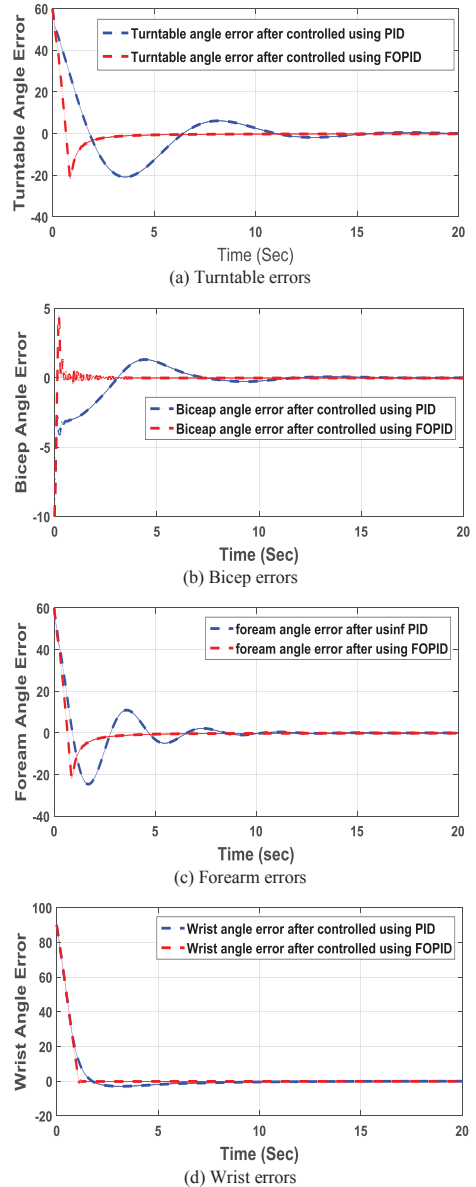 60
40
20
0
-20
-40
Turntable Angle Error
Turntable angle error after controlled using PID
Turntable angle error after controlled using FOPID
0 5 10 15 20
Time (Sec)
(a) Turntable errors
5
0
-5
-10
Bicep Angle Error
Biceap angle error after controlled using PID
Biceap angle error after controlled using FOPID
0 5 10 15 20
Time (Sec)
(b) Bicep errors
60
40
20
0
-20
-40
Foream Angle Error
foream angle error after usinf PID
foream angle error after using FOPID
0 5 10 15 20
Time (sec)
(c) Forearm errors
100
80
60
40
20
0
-20
Wrist Angle Error
Wrist angle error after controlled using PID
Wrist angle error after controlled using FOPID
0 5 10 15 20
Time (Sec)
(d) Wrist errors